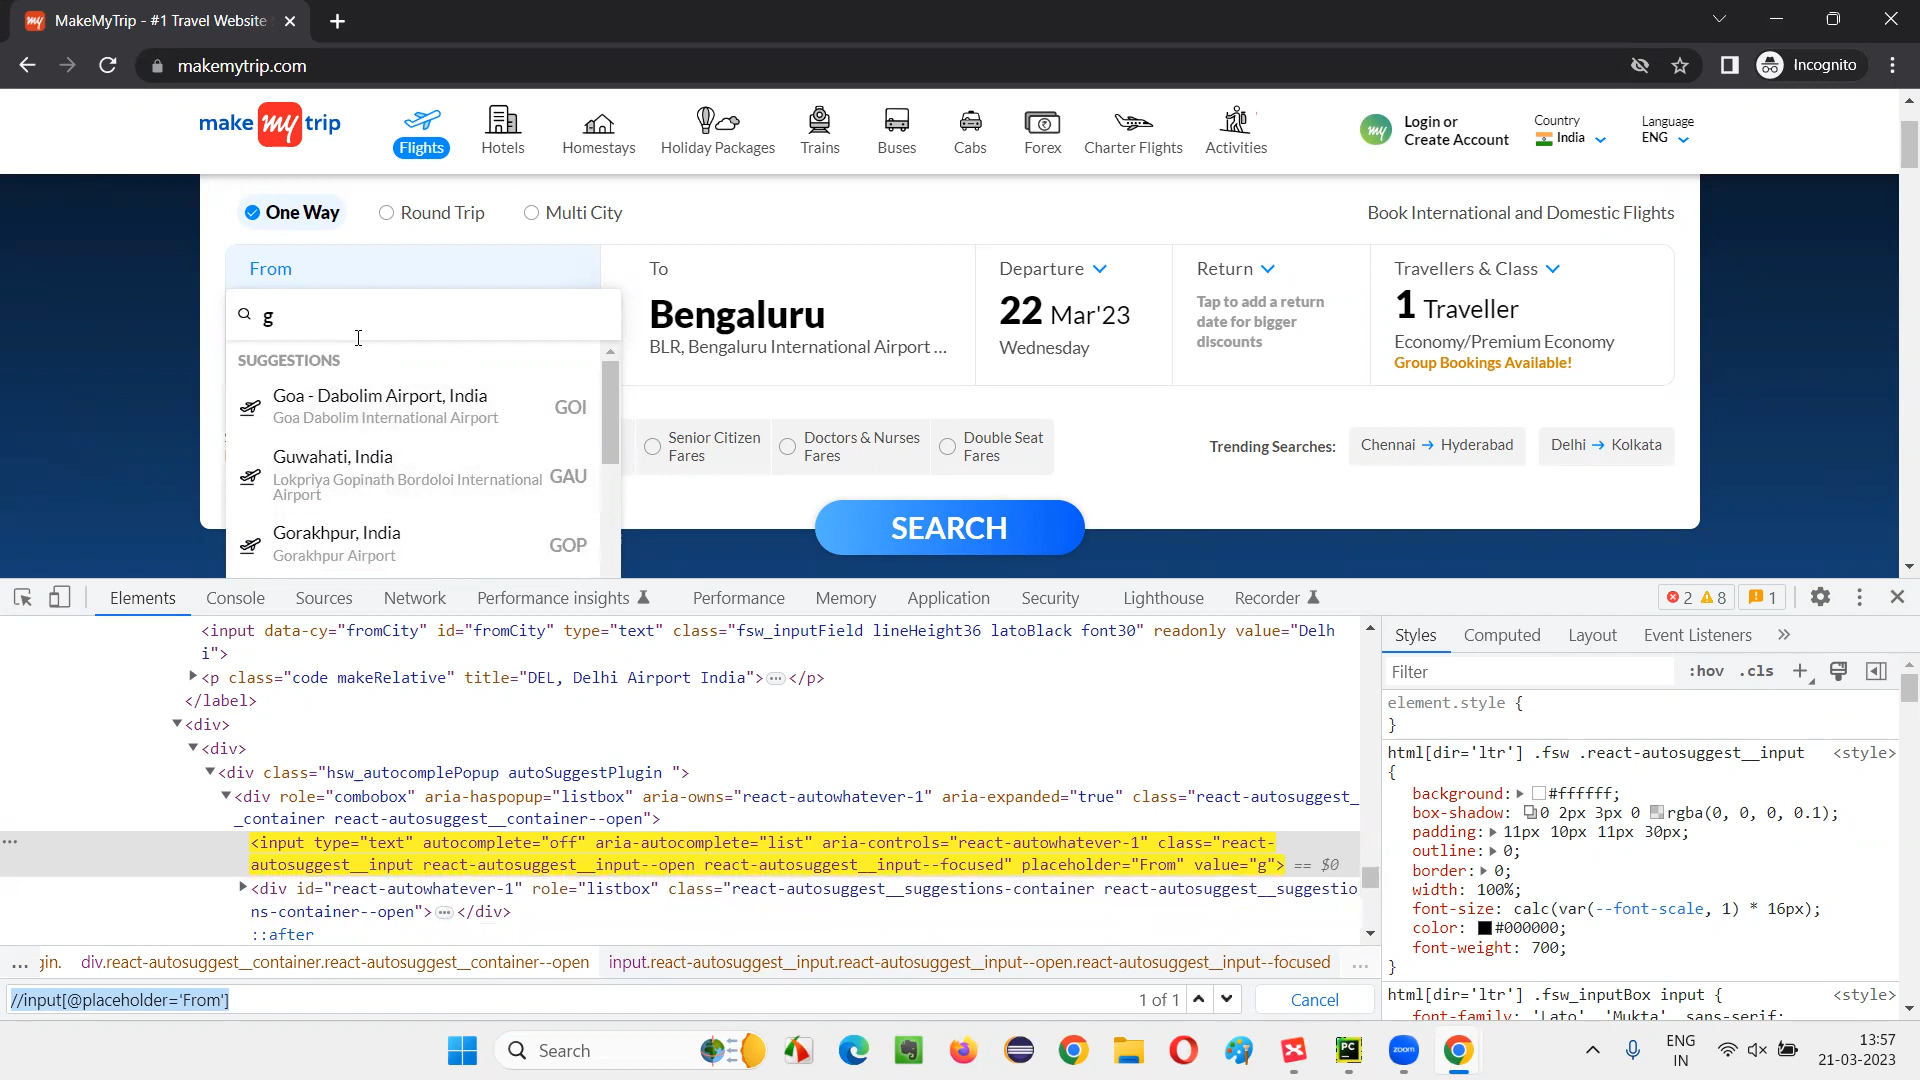 my MakeMyTrip - #1 Travel Website
makemytrip.com
Incognito
make my trip
Flights
Hotels
Homestays
Holiday Packages
Trains
Buses
Cabs
Forex
Charter Flights
Activities
my
Login or
Create Account
Country
India
Language
ENG
One Way
Round Trip
Multi City
Book International and Domestic Flights
From
g
SUGGESTIONS
Goa - Dabolim Airport, India
Goa Dabolim International Airport
GOI
Guwahati, India
Lokpriya Gopinath Bordoloi International
Airport
GAU
Gorakhpur, India
Gorakhpur Airport
GOP
To
Bengaluru
BLR, Bengaluru International Airport ...
Departure
22 Mar'23
Wednesday
Return
Tap to add a return
date for bigger
discounts
Travellers & Class
1 Traveller
Economy/Premium Economy
Group Bookings Available!
Senior Citizen
Fares
Doctors & Nurses
Fares
Double Seat
Fares
Trending Searches:
Chennai → Hyderabad
Delhi → Kolkata
SEARCH
Elements
Console
Sources
Network
Performance insights
Performance
Memory
Application
Security
Lighthouse
Recorder
2
8
1
<input data-cy="fromCity" id="fromCity" type="text" class="fsw_inputField lineHeight36 latoBlack font30" readonly value="Delh
i">
<p class="code makeRelative" title="DEL, Delhi Airport India">…</p>
</label>
<div>
<div>
<div class="hsw_autocomplePopup autoSuggestPlugin ">
<div role="combobox" aria-haspopup="listbox" aria-owns="react-autowhatever-1" aria-expanded="true" class="react-autosuggest_
_container react-autosuggest__container--open">
<input type="text" autocomplete="off" aria-autocomplete="list" aria-controls="react-autowhatever-1" class="react-
autosuggest__input react-autosuggest__input--open react-autosuggest__input--focused" placeholder="From" value="g"> == $0
<div id="react-autowhatever-1" role="listbox" class="react-autosuggest__suggestions-container react-autosuggest__suggestio
ns-container--open">…</div>
::after
... gin. div.react-autosuggest__container.react-autosuggest__container--open input.react-autosuggest__input.react-autosuggest__input--open.react-autosuggest__input--focused ...
//input[@placeholder='From']
1 of 1
Cancel
Styles
Computed
Layout
Event Listeners
Filter
:hov .cls
element.style {
}
html[dir='ltr'] .fsw .react-autosuggest__input <style>
{
background: #ffffff;
box-shadow: 0 2px 3px 0 rgba(0, 0, 0, 0.1);
padding: 11px 10px 11px 30px;
outline: 0;
border: 0;
width: 100%;
font-size: calc(var(--font-scale, 1) * 16px);
color: #000000;
font-weight: 700;
}
html[dir='ltr'] .fsw_inputBox input { <style>
font-family: 'Lato', 'Mukta', sans-serif;
Search
PC
zoom
ENG
IN
13:57
21-03-2023